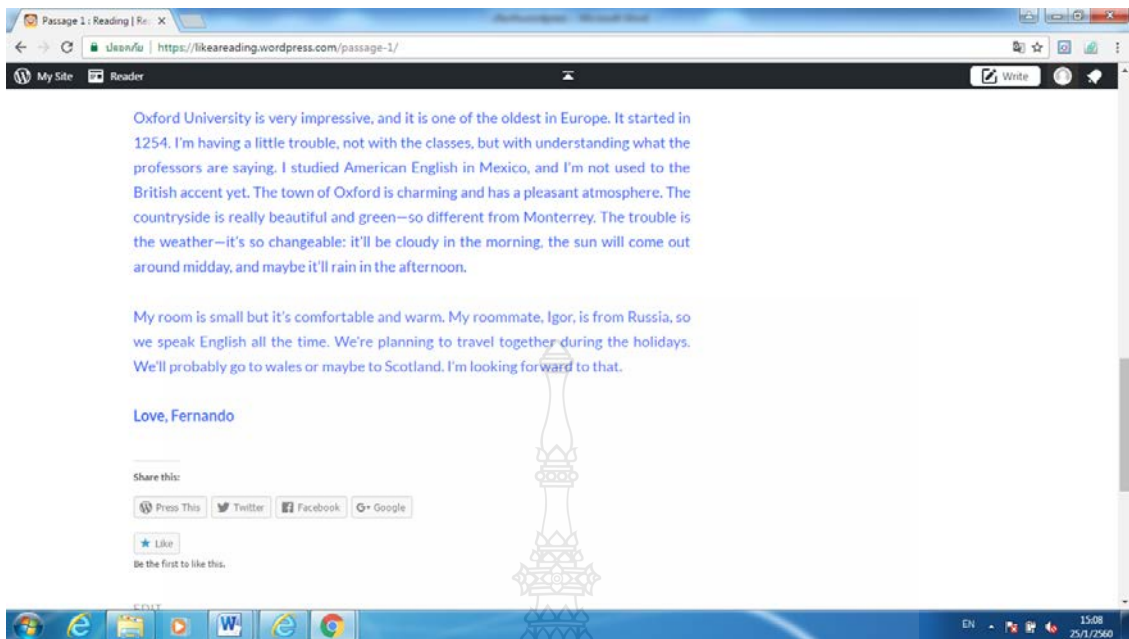 Passage 1 : Reading | Re
ปลอดภัย | https://likeareading.wordpress.com/passage-1/
My Site Reader Write
Oxford University is very impressive, and it is one of the oldest in Europe. It started in
1254. I'm having a little trouble, not with the classes, but with understanding what the
professors are saying. I studied American English in Mexico, and I'm not used to the
British accent yet. The town of Oxford is charming and has a pleasant atmosphere. The
countryside is really beautiful and green—so different from Monterrey. The trouble is
the weather—it's so changeable: it'll be cloudy in the morning, the sun will come out
around midday, and maybe it'll rain in the afternoon.
My room is small but it's comfortable and warm. My roommate, Igor, is from Russia, so
we speak English all the time. We're planning to travel together during the holidays.
We'll probably go to wales or maybe to Scotland. I'm looking forward to that.
Love, Fernando
Share this:
Press This Twitter Facebook G+ Google
Like
Be the first to like this.
EDIT
EN 15:08
25/1/2560